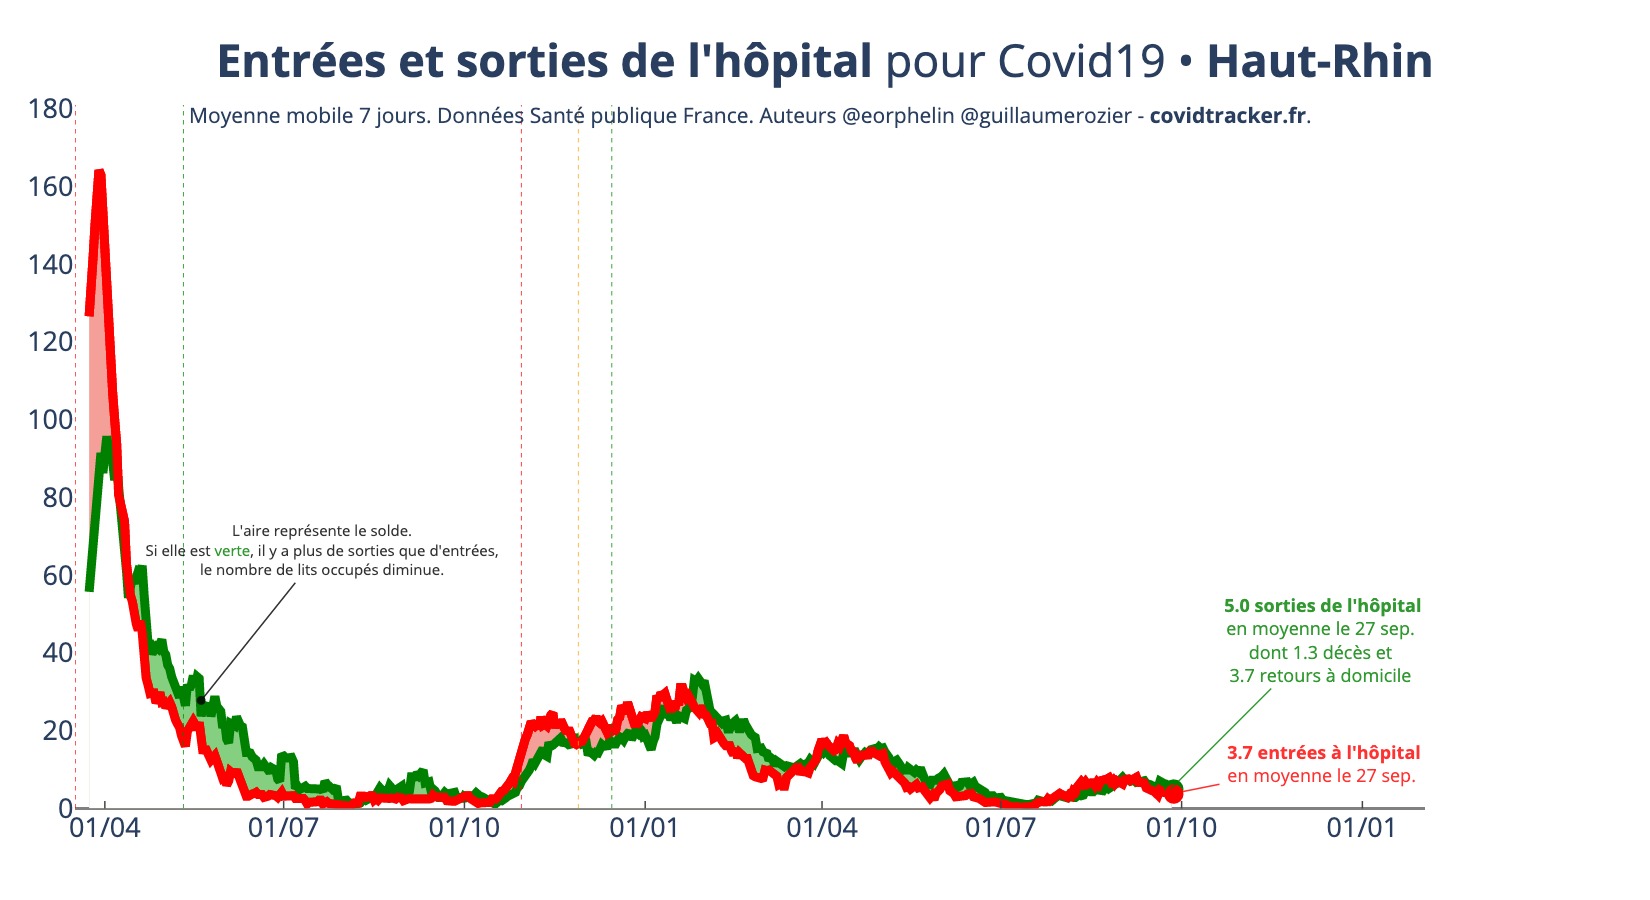 Entrées et sorties de l'hôpital pour Covid19 • Haut-Rhin
Moyenne mobile 7 jours. Données Santé publique France. Auteurs @eorphelin @guillaumerozier - covidtracker.fr.
180
160
140
120
100
80
60
40
20
0
L'aire représente le solde.
Si elle est verte, il y a plus de sorties que d'entrées,
le nombre de lits occupés diminue.
5.0 sorties de l'hôpital
en moyenne le 27 sep.
dont 1.3 décès et
3.7 retours à domicile
3.7 entrées à l'hôpital
en moyenne le 27 sep.
01/04 01/07 01/10 01/01 01/04 01/07 01/10 01/01